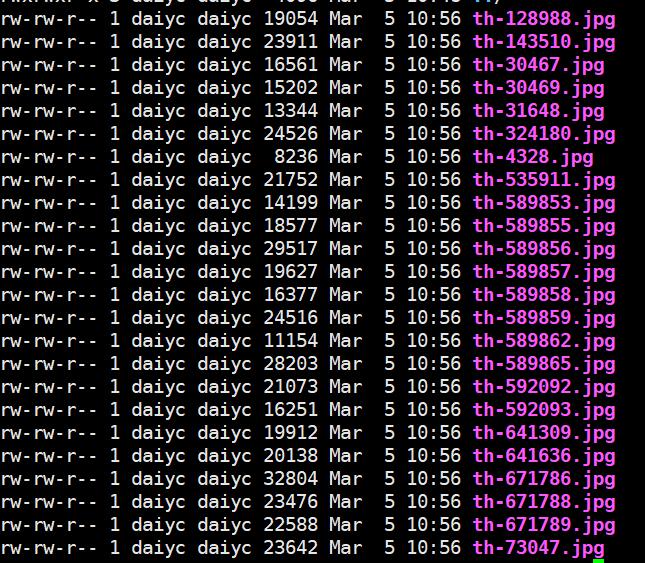 rw-rw-r-- 1 daiyc daiyc 19054 Mar  5 10:56 th-128988.jpg
rw-rw-r-- 1 daiyc daiyc 23911 Mar  5 10:56 th-143510.jpg
rw-rw-r-- 1 daiyc daiyc 16561 Mar  5 10:56 th-30467.jpg
rw-rw-r-- 1 daiyc daiyc 15202 Mar  5 10:56 th-30469.jpg
rw-rw-r-- 1 daiyc daiyc 13344 Mar  5 10:56 th-31648.jpg
rw-rw-r-- 1 daiyc daiyc 24526 Mar  5 10:56 th-324180.jpg
rw-rw-r-- 1 daiyc daiyc  8236 Mar  5 10:56 th-4328.jpg
rw-rw-r-- 1 daiyc daiyc 21752 Mar  5 10:56 th-535911.jpg
rw-rw-r-- 1 daiyc daiyc 14199 Mar  5 10:56 th-589853.jpg
rw-rw-r-- 1 daiyc daiyc 18577 Mar  5 10:56 th-589855.jpg
rw-rw-r-- 1 daiyc daiyc 29517 Mar  5 10:56 th-589856.jpg
rw-rw-r-- 1 daiyc daiyc 19627 Mar  5 10:56 th-589857.jpg
rw-rw-r-- 1 daiyc daiyc 16377 Mar  5 10:56 th-589858.jpg
rw-rw-r-- 1 daiyc daiyc 24516 Mar  5 10:56 th-589859.jpg
rw-rw-r-- 1 daiyc daiyc 11154 Mar  5 10:56 th-589862.jpg
rw-rw-r-- 1 daiyc daiyc 28203 Mar  5 10:56 th-589865.jpg
rw-rw-r-- 1 daiyc daiyc 21073 Mar  5 10:56 th-592092.jpg
rw-rw-r-- 1 daiyc daiyc 16251 Mar  5 10:56 th-592093.jpg
rw-rw-r-- 1 daiyc daiyc 19912 Mar  5 10:56 th-641309.jpg
rw-rw-r-- 1 daiyc daiyc 20138 Mar  5 10:56 th-641636.jpg
rw-rw-r-- 1 daiyc daiyc 32804 Mar  5 10:56 th-671786.jpg
rw-rw-r-- 1 daiyc daiyc 23476 Mar  5 10:56 th-671788.jpg
rw-rw-r-- 1 daiyc daiyc 22588 Mar  5 10:56 th-671789.jpg
rw-rw-r-- 1 daiyc daiyc 23642 Mar  5 10:56 th-73047.jpg